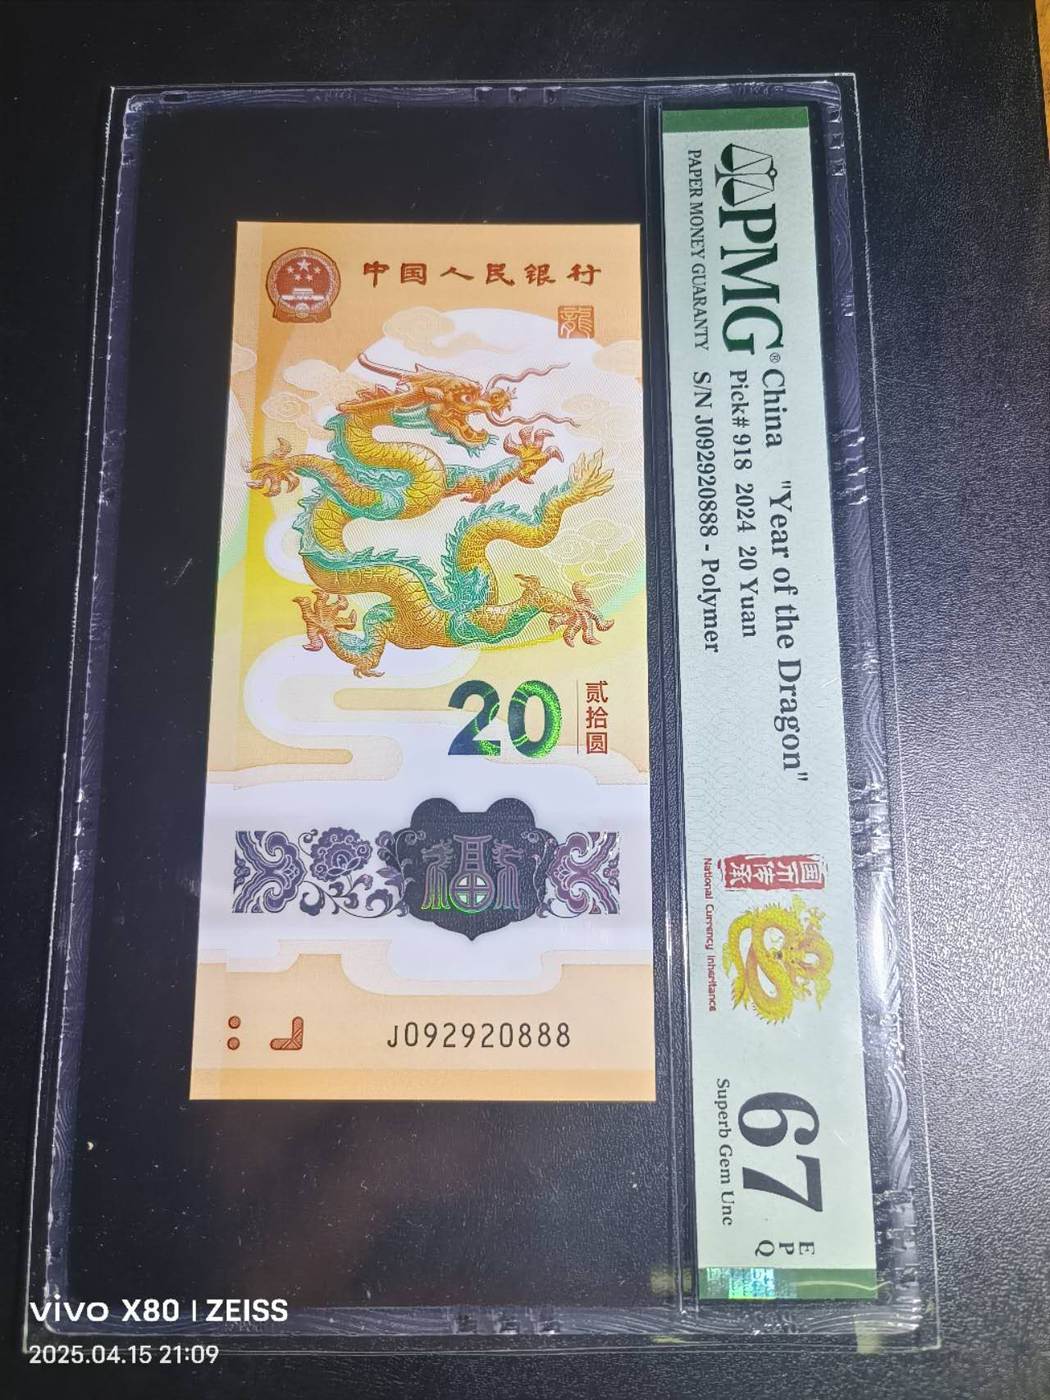 中国人民银行
龍
20
贰拾圆
福
J092920888
PMG®
PAPER MONEY GUARANTY
China "Year of the Dragon"
Pick# 918 2024 20 Yuan
S/N J092920888 - Polymer
国币传承
National Currency Inheritance
67
EPQ
Superb Gem Unc
vivo X80 | ZEISS
2025.04.15 21:09